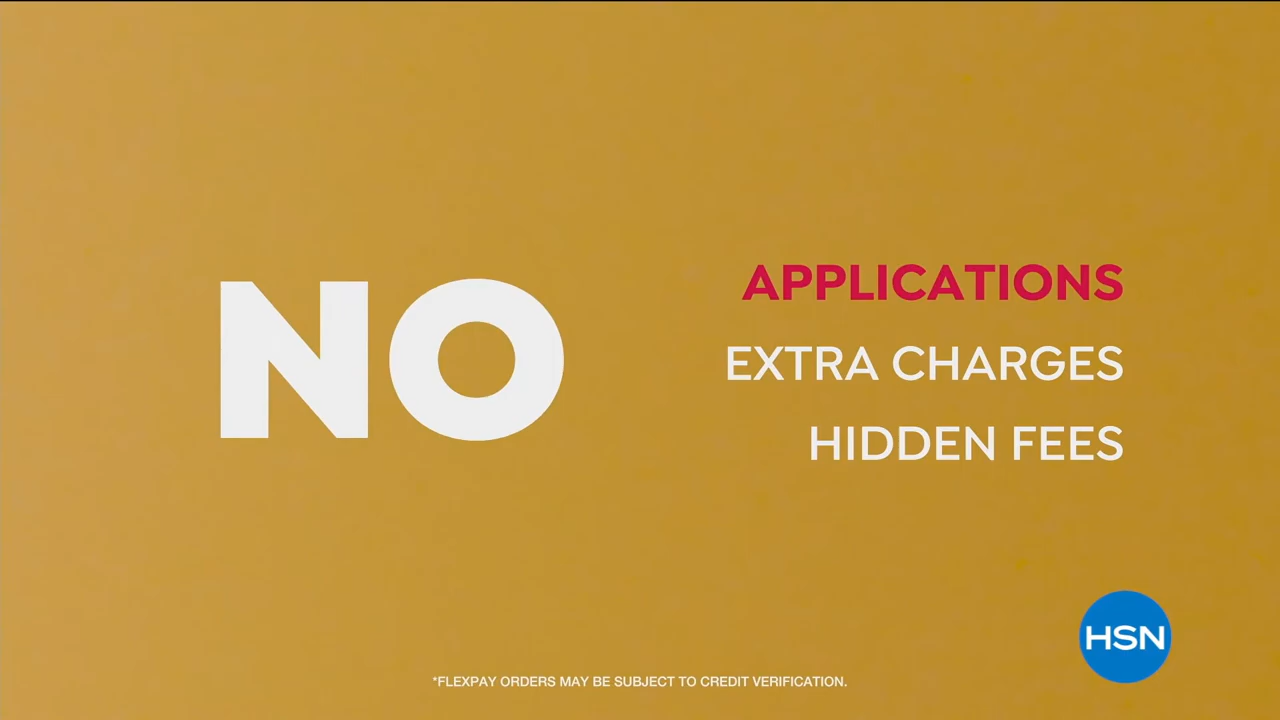 NO
APPLICATIONS
EXTRA CHARGES
HIDDEN FEES
HSN
*FLEXPAY ORDERS MAY BE SUBJECT TO CREDIT VERIFICATION.